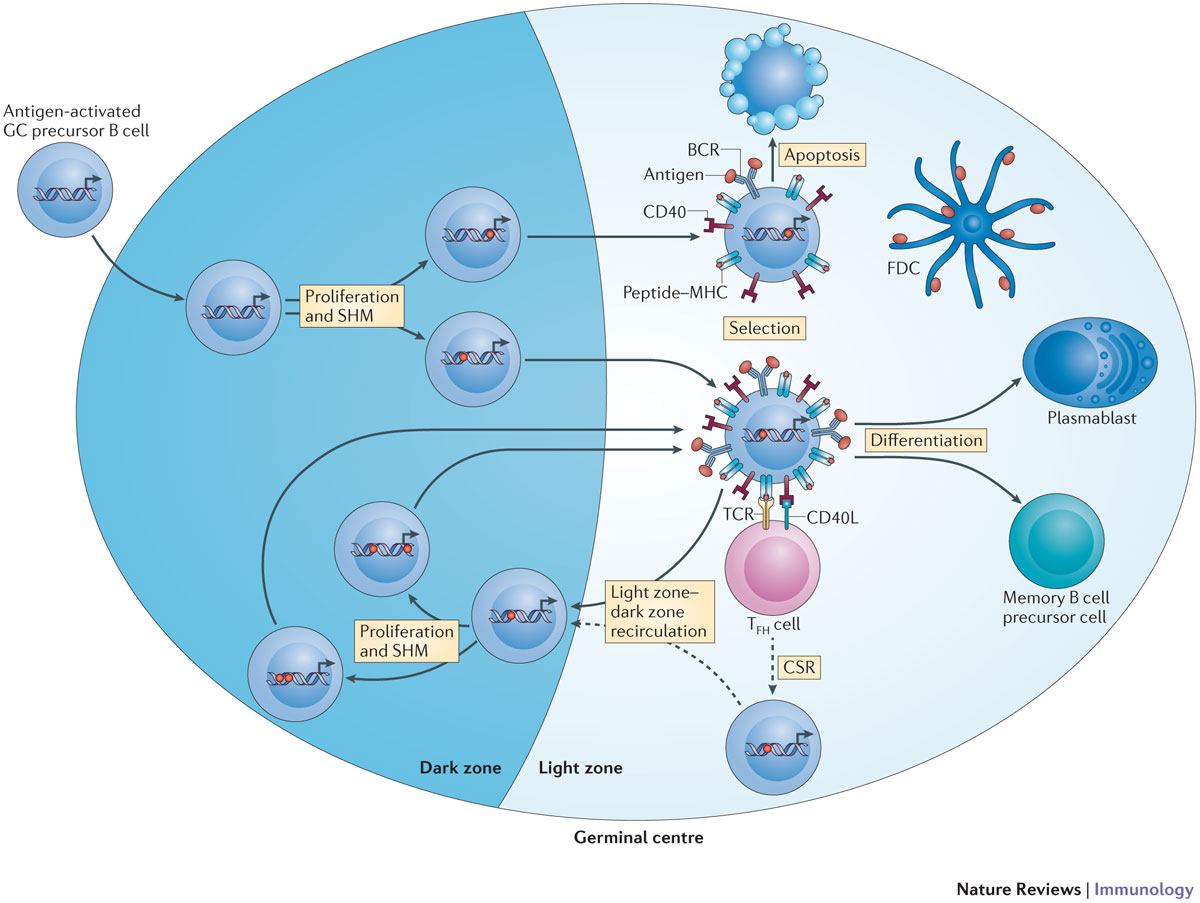 Antigen-activated
GC precursor B cell
Proliferation
and SHM
BCR
Antigen
CD40
Peptide–MHC
Apoptosis
FDC
Selection
Differentiation
Plasmablast
TCR
CD40L
Memory B cell
precursor cell
TFH cell
Light zone–
dark zone
recirculation
Proliferation
and SHM
CSR
Dark zone
Light zone
Germinal centre
Nature Reviews | Immunology